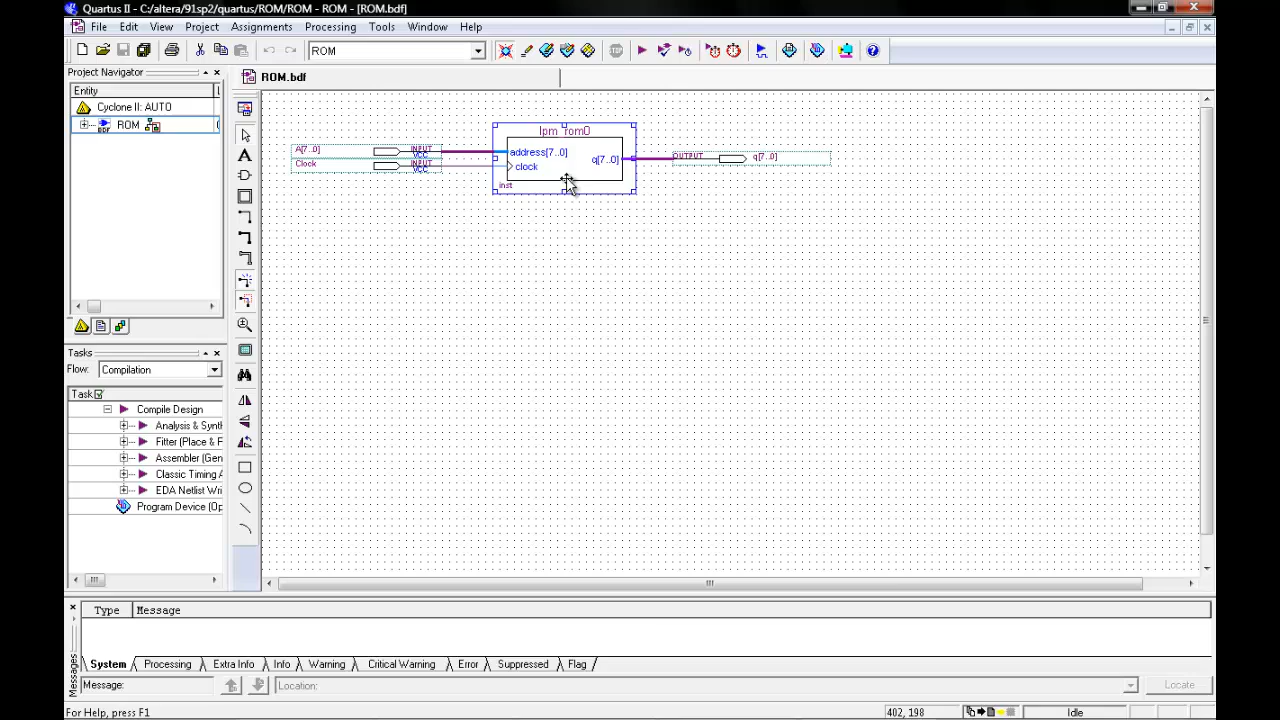 Quartus II - C:/altera/91sp2/quartus/ROM/ROM - ROM - [ROM.bdf]
File Edit View Project Assignments Processing Tools Window Help
ROM
Project Navigator
ROM.bdf
Entity
Cyclone II: AUTO
ROM
lpm_rom0
A[7..0] INPUT VCC
address[7..0]
q[7..0]
OUTPUT q[7..0]
Clock INPUT VCC
clock
inst
Tasks
Flow: Compilation
Task
Compile Design
Analysis & Synth
Fitter (Place & F
Assembler (Gen
Classic Timing A
EDA Netlist Wri
Program Device (Op
Type Message
System Processing Extra Info Info Warning Critical Warning Error Suppressed Flag
Messages
Message: Location: Locate
For Help, press F1
402, 198
Idle